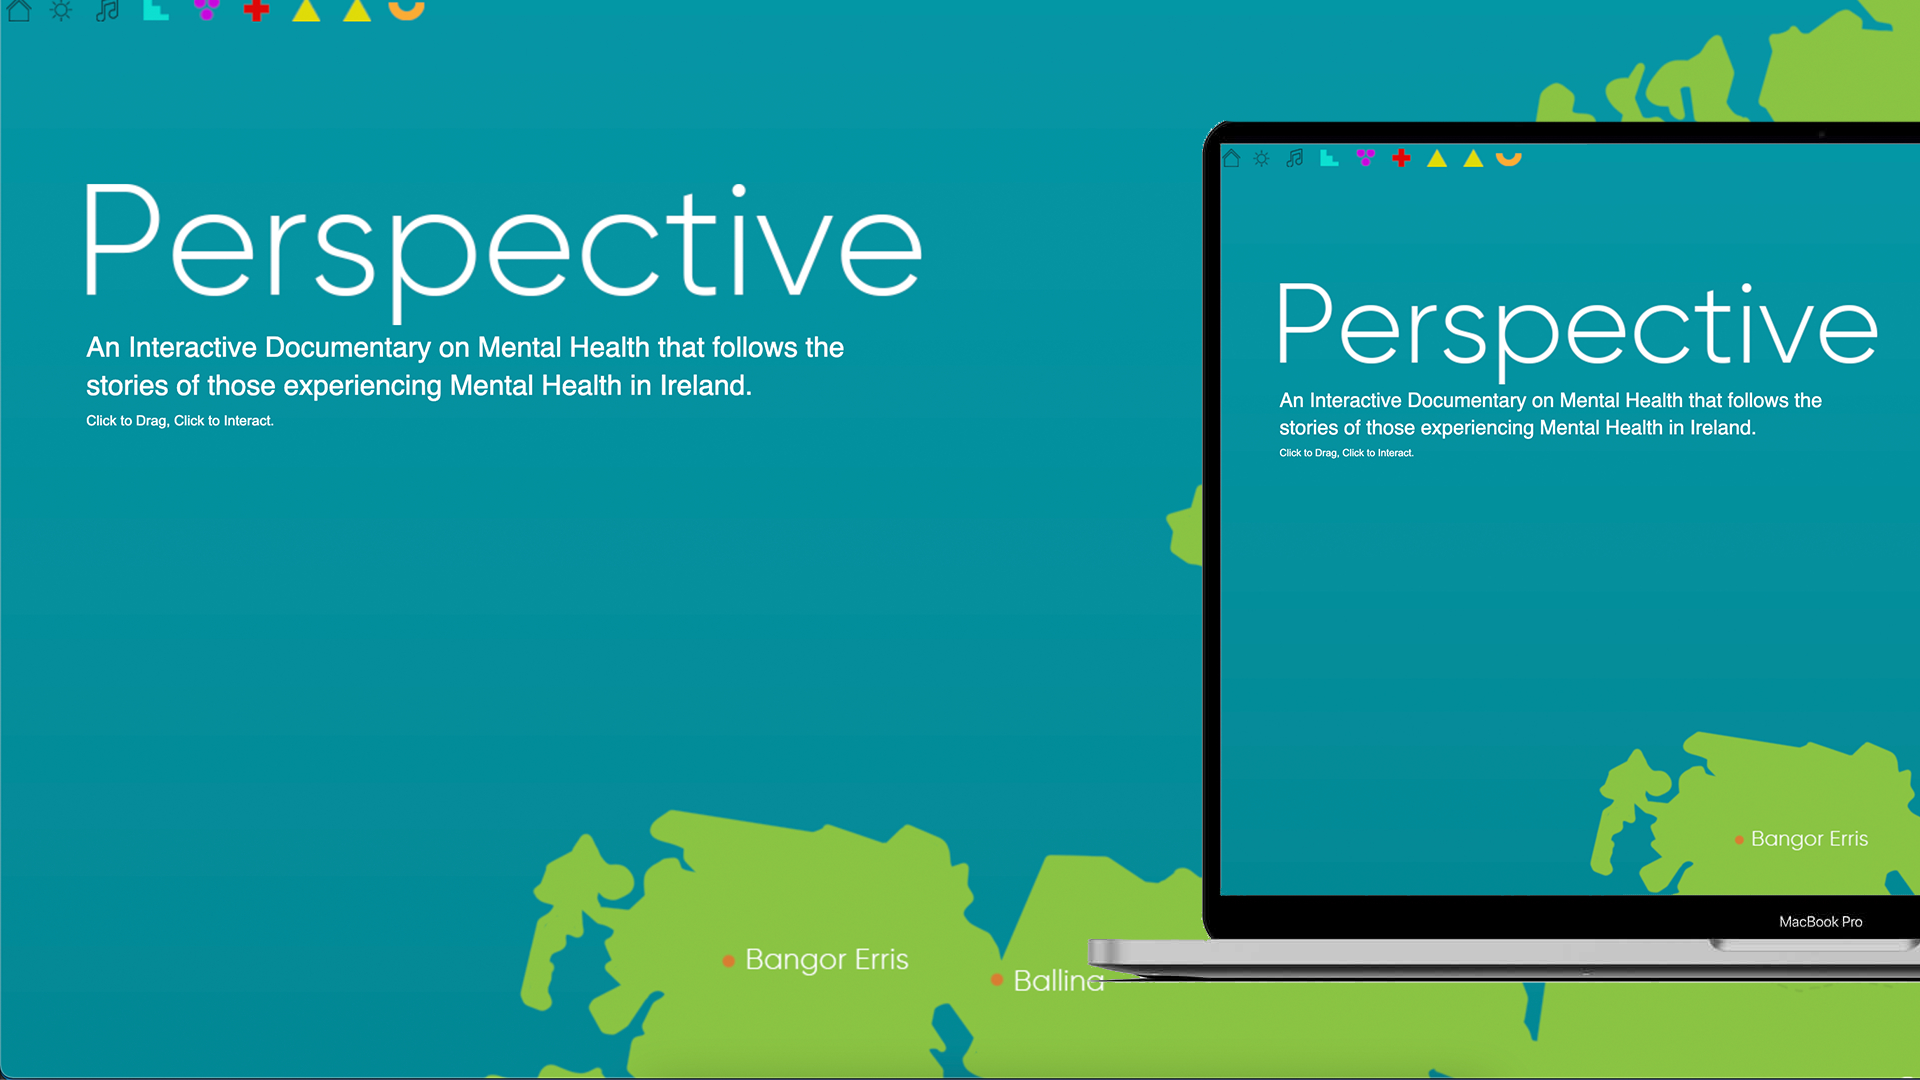 Perspective
An Interactive Documentary on Mental Health that follows the
stories of those experiencing Mental Health in Ireland.
Click to Drag, Click to Interact.
Bangor Erris
Ballina
Perspective
An Interactive Documentary on Mental Health that follows the
stories of those experiencing Mental Health in Ireland.
Click to Drag, Click to Interact.
Bangor Erris
MacBook Pro